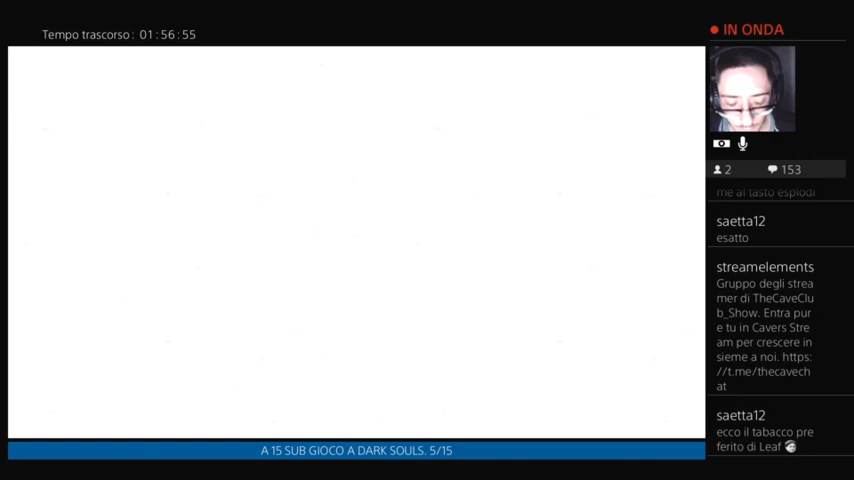 Tempo trascorso: 01:56:55
IN ONDA
2
153
me al tasto esplodi
saetta12
esatto
streamelements
Gruppo degli strea
mer di TheCaveClu
b_Show. Entra pur
e tu in Cavers Stre
am per crescere in
sieme a noi. https:
//t.me/thecavech
at
saetta12
ecco il tabacco pre
ferito di Leaf
A 15 SUB GIOCO A DARK SOULS. 5/15